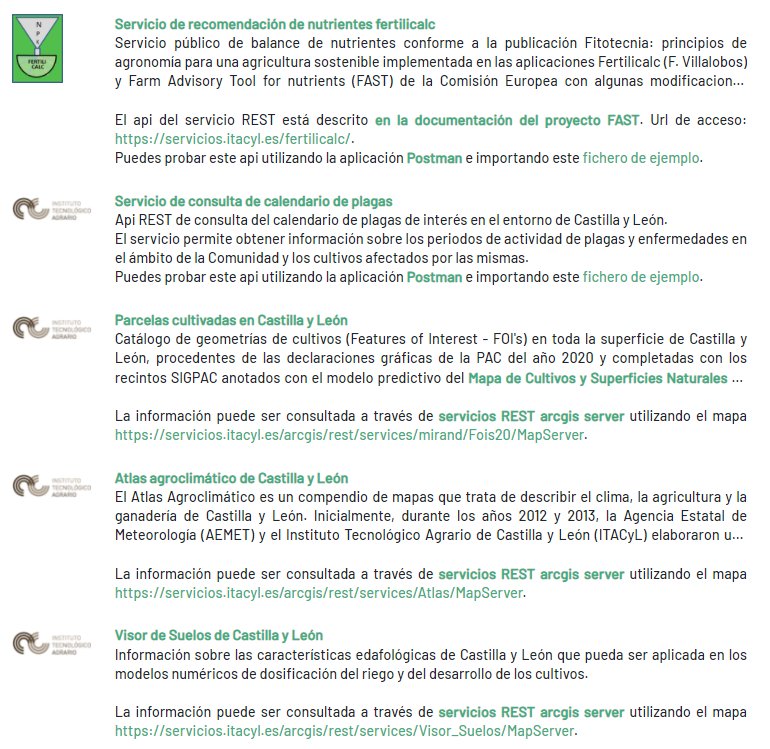 N
P
K
FERTILI
CALC
Servicio de recomendación de nutrientes fertilicalc
Servicio público de balance de nutrientes conforme a la publicación Fitotecnia: principios de
agronomía para una agricultura sostenible implementada en las aplicaciones Fertilicalc (F. Villalobos)
y Farm Advisory Tool for nutrients (FAST) de la Comisión Europea con algunas modificacion...
El api del servicio REST está descrito en la documentación del proyecto FAST. Url de acceso:
https://servicios.itacyl.es/fertilicalc/.
Puedes probar este api utilizando la aplicación Postman e importando este fichero de ejemplo.
INSTITUTO
TECNOLÓGICO
AGRARIO
Servicio de consulta de calendario de plagas
Api REST de consulta del calendario de plagas de interés en el entorno de Castilla y León.
El servicio permite obtener información sobre los periodos de actividad de plagas y enfermedades en
el ámbito de la Comunidad y los cultivos afectados por las mismas.
Puedes probar este api utilizando la aplicación Postman e importando este fichero de ejemplo.
INSTITUTO
TECNOLÓGICO
AGRARIO
Parcelas cultivadas en Castilla y León
Catálogo de geometrías de cultivos (Features of Interest - FOI's) en toda la superficie de Castilla y
León, procedentes de las declaraciones gráficas de la PAC del año 2020 y completadas con los
recintos SIGPAC anotados con el modelo predictivo del Mapa de Cultivos y Superficies Naturales ...
La información puede ser consultada a través de servicios REST arcgis server utilizando el mapa
https://servicios.itacyl.es/arcgis/rest/services/mirand/Fois20/MapServer.
INSTITUTO
TECNOLÓGICO
AGRARIO
Atlas agroclimático de Castilla y León
El Atlas Agroclimático es un compendio de mapas que trata de describir el clima, la agricultura y la
ganadería de Castilla y León. Inicialmente, durante los años 2012 y 2013, la Agencia Estatal de
Meteorología (AEMET) y el Instituto Tecnológico Agrario de Castilla y León (ITACyL) elaboraron u...
La información puede ser consultada a través de servicios REST arcgis server utilizando el mapa
https://servicios.itacyl.es/arcgis/rest/services/Atlas/MapServer.
INSTITUTO
TECNOLÓGICO
AGRARIO
Visor de Suelos de Castilla y León
Información sobre las características edafológicas de Castilla y León que pueda ser aplicada en los
modelos numéricos de dosificación del riego y del desarrollo de los cultivos.
La información puede ser consultada a través de servicios REST arcgis server utilizando el mapa
https://servicios.itacyl.es/arcgis/rest/services/Visor_Suelos/MapServer.